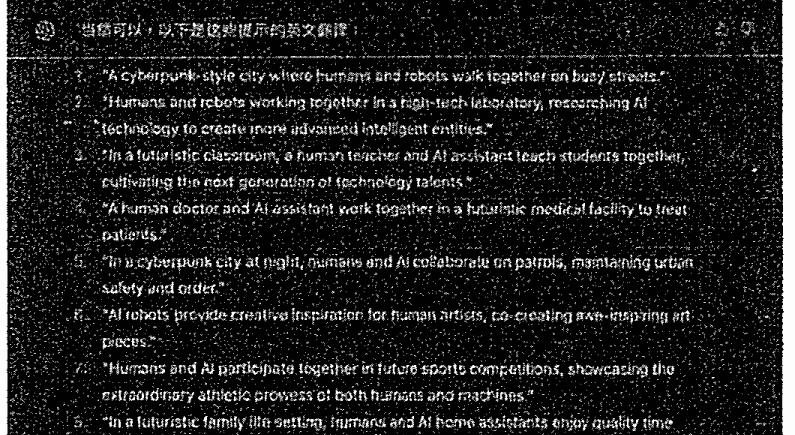 當然可以，以下是這些提示的英文翻譯：
1. "A cyberpunk-style city where humans and robots walk together on busy streets."
2. "Humans and robots working together in a high-tech laboratory, researching AI
technology to create more advanced intelligent entities."
3. "In a futuristic classroom, a human teacher and AI assistant teach students together,
cultivating the next generation of technology talents."
4. "A human doctor and AI assistant work together in a futuristic medical facility to treat
patients."
5. "In a cyberpunk city at night, humans and AI collaborate on patrols, maintaining urban
safety and order."
6. "AI robots provide creative inspiration for human artists, co-creating awe-inspiring art
pieces."
7. "Humans and AI participate together in future sports competitions, showcasing the
extraordinary athletic prowess of both humans and machines."
8. "In a futuristic family life setting, humans and AI home assistants enjoy quality time